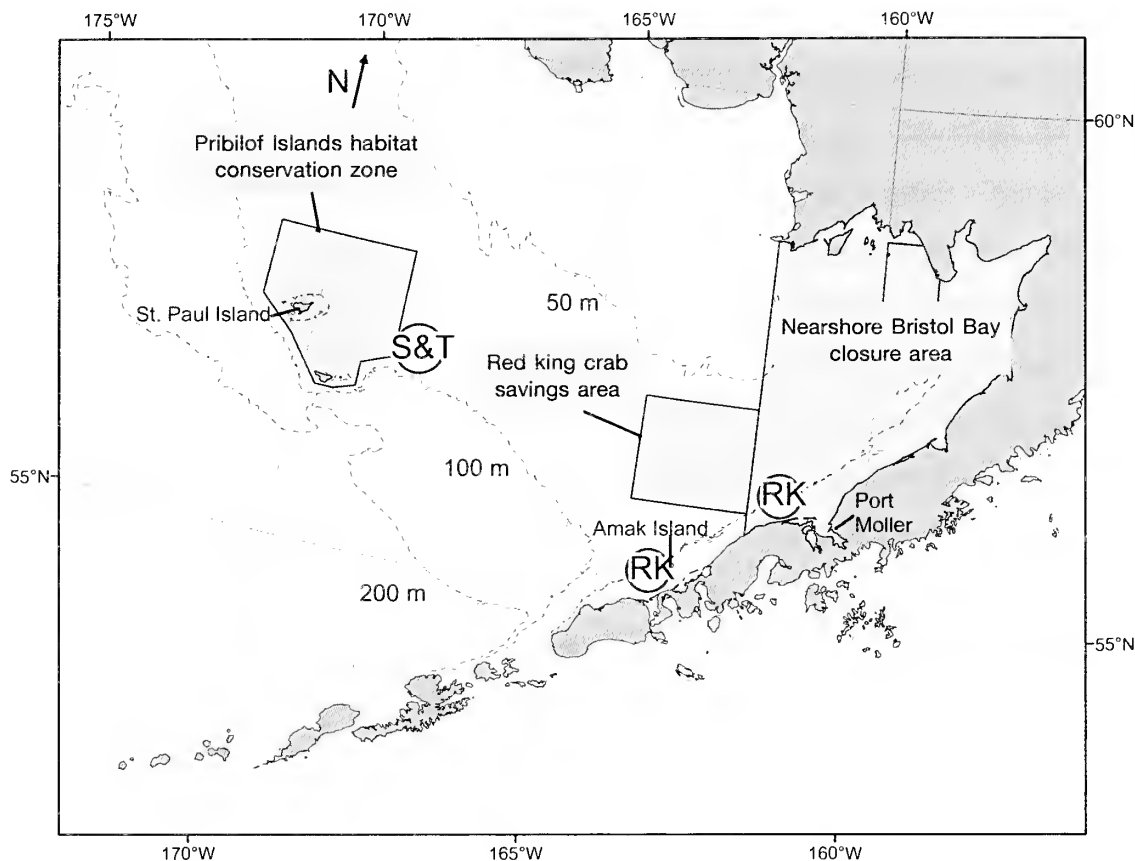 175°W 170°W 165°W 160°W
N
60°N
Pribilof Islands habitat
conservation zone
St. Paul Island
S&T
50 m
Nearshore Bristol Bay
closure area
Red king crab
savings area
100 m
55°N
RK
Port
Moller
Amak Island
RK
200 m
55°N
170°W 165°W 160°W